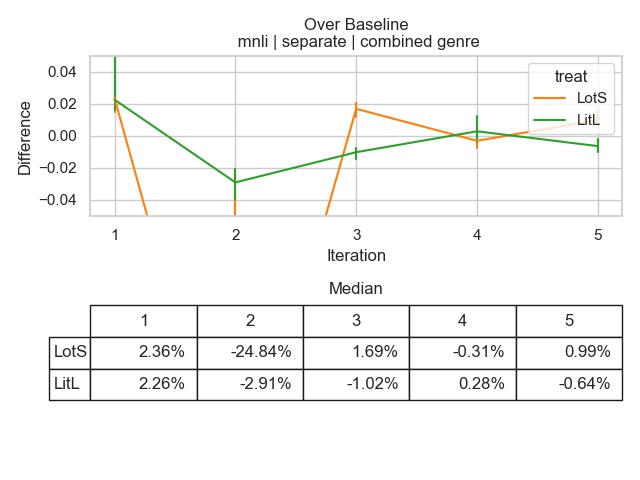 Over Baseline
mnli | separate | combined genre
treat
LotS
LitL
0.04
0.02
0.00
−0.02
−0.04
Difference
1 2 3 4 5
Iteration
Median
1 2 3 4 5
LotS 2.36% -24.84% 1.69% -0.31% 0.99%
LitL 2.26% -2.91% -1.02% 0.28% -0.64%